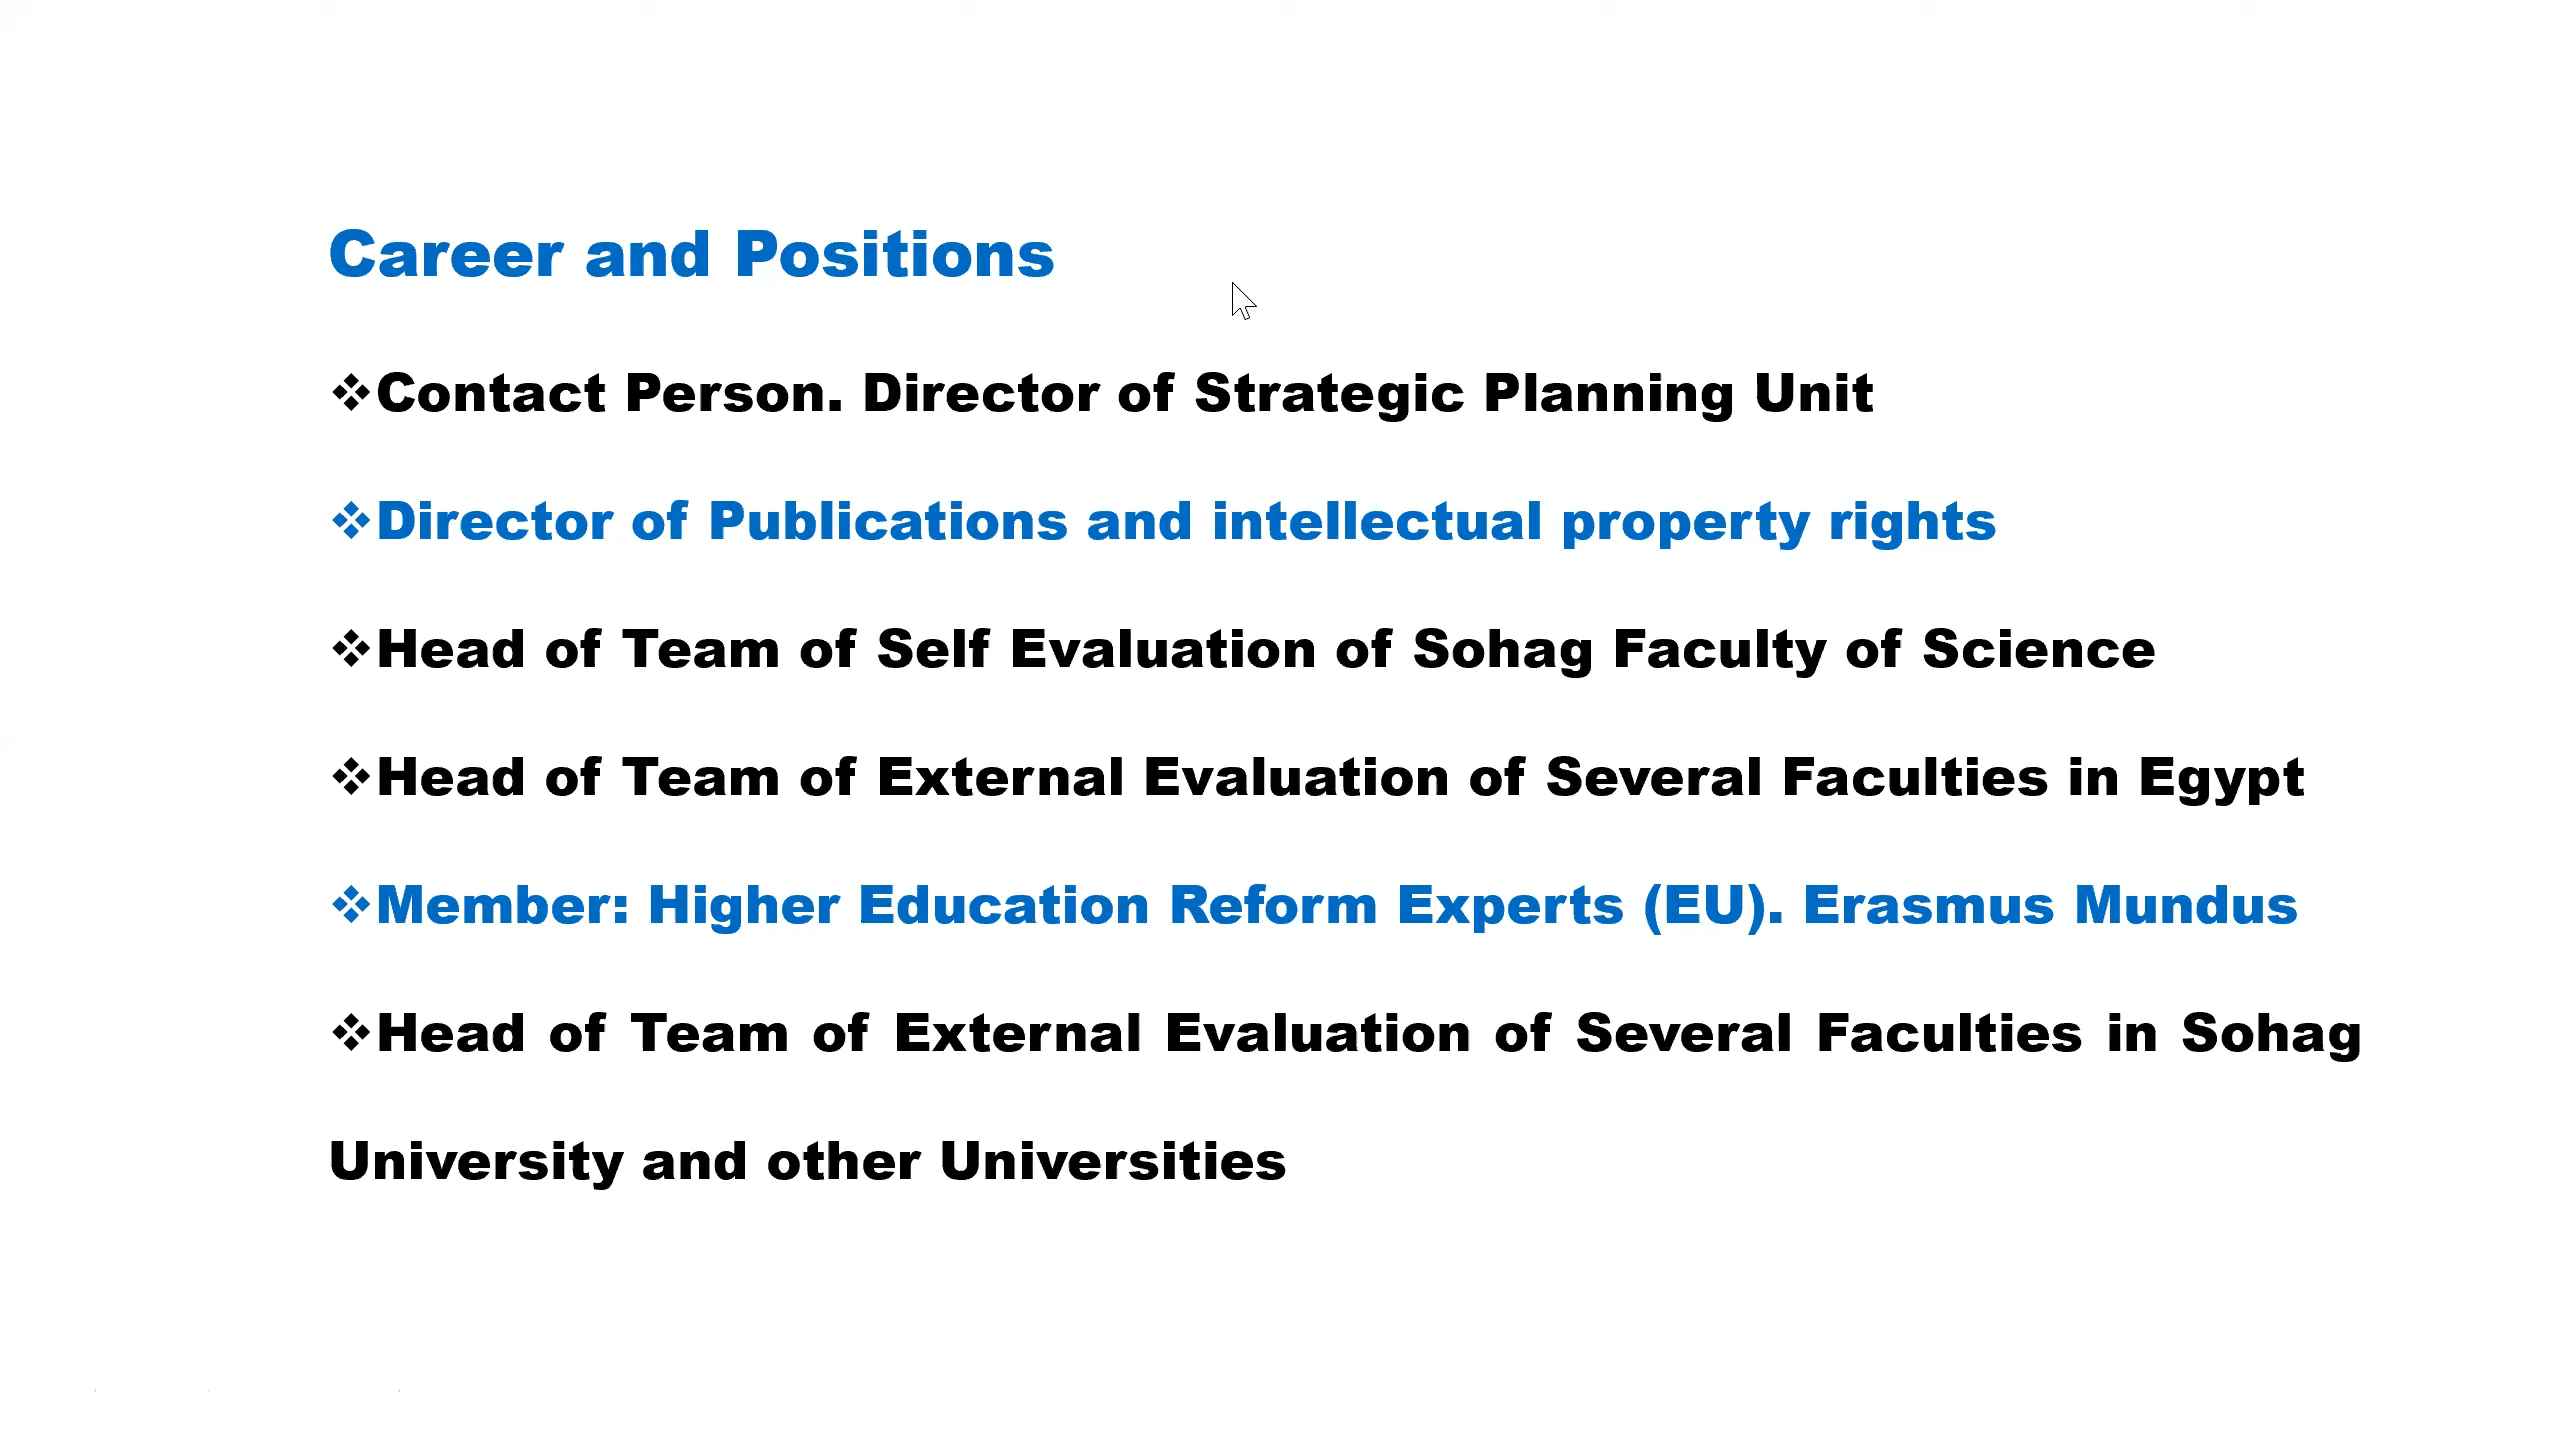 Career and Positions
❖Contact Person. Director of Strategic Planning Unit
❖Director of Publications and intellectual property rights
❖Head of Team of Self Evaluation of Sohag Faculty of Science
❖Head of Team of External Evaluation of Several Faculties in Egypt
❖Member: Higher Education Reform Experts (EU). Erasmus Mundus
❖Head of Team of External Evaluation of Several Faculties in Sohag
University and other Universities